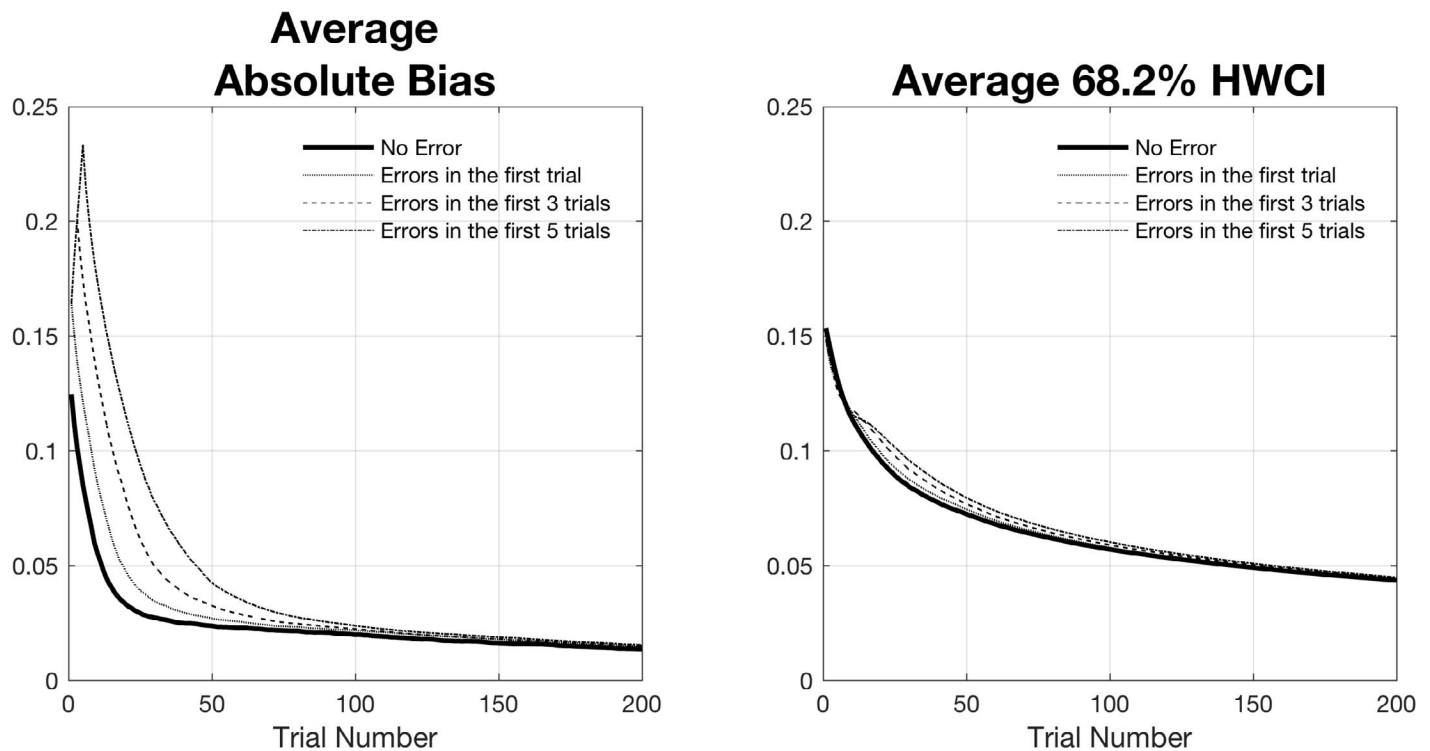 Average
Absolute Bias
0.25
0.2
0.15
0.1
0.05
0
No Error
Errors in the first trial
Errors in the first 3 trials
Errors in the first 5 trials
0 50 100 150 200
Trial Number
Average 68.2% HWCI
0.25
0.2
0.15
0.1
0.05
0
No Error
Errors in the first trial
Errors in the first 3 trials
Errors in the first 5 trials
0 50 100 150 200
Trial Number